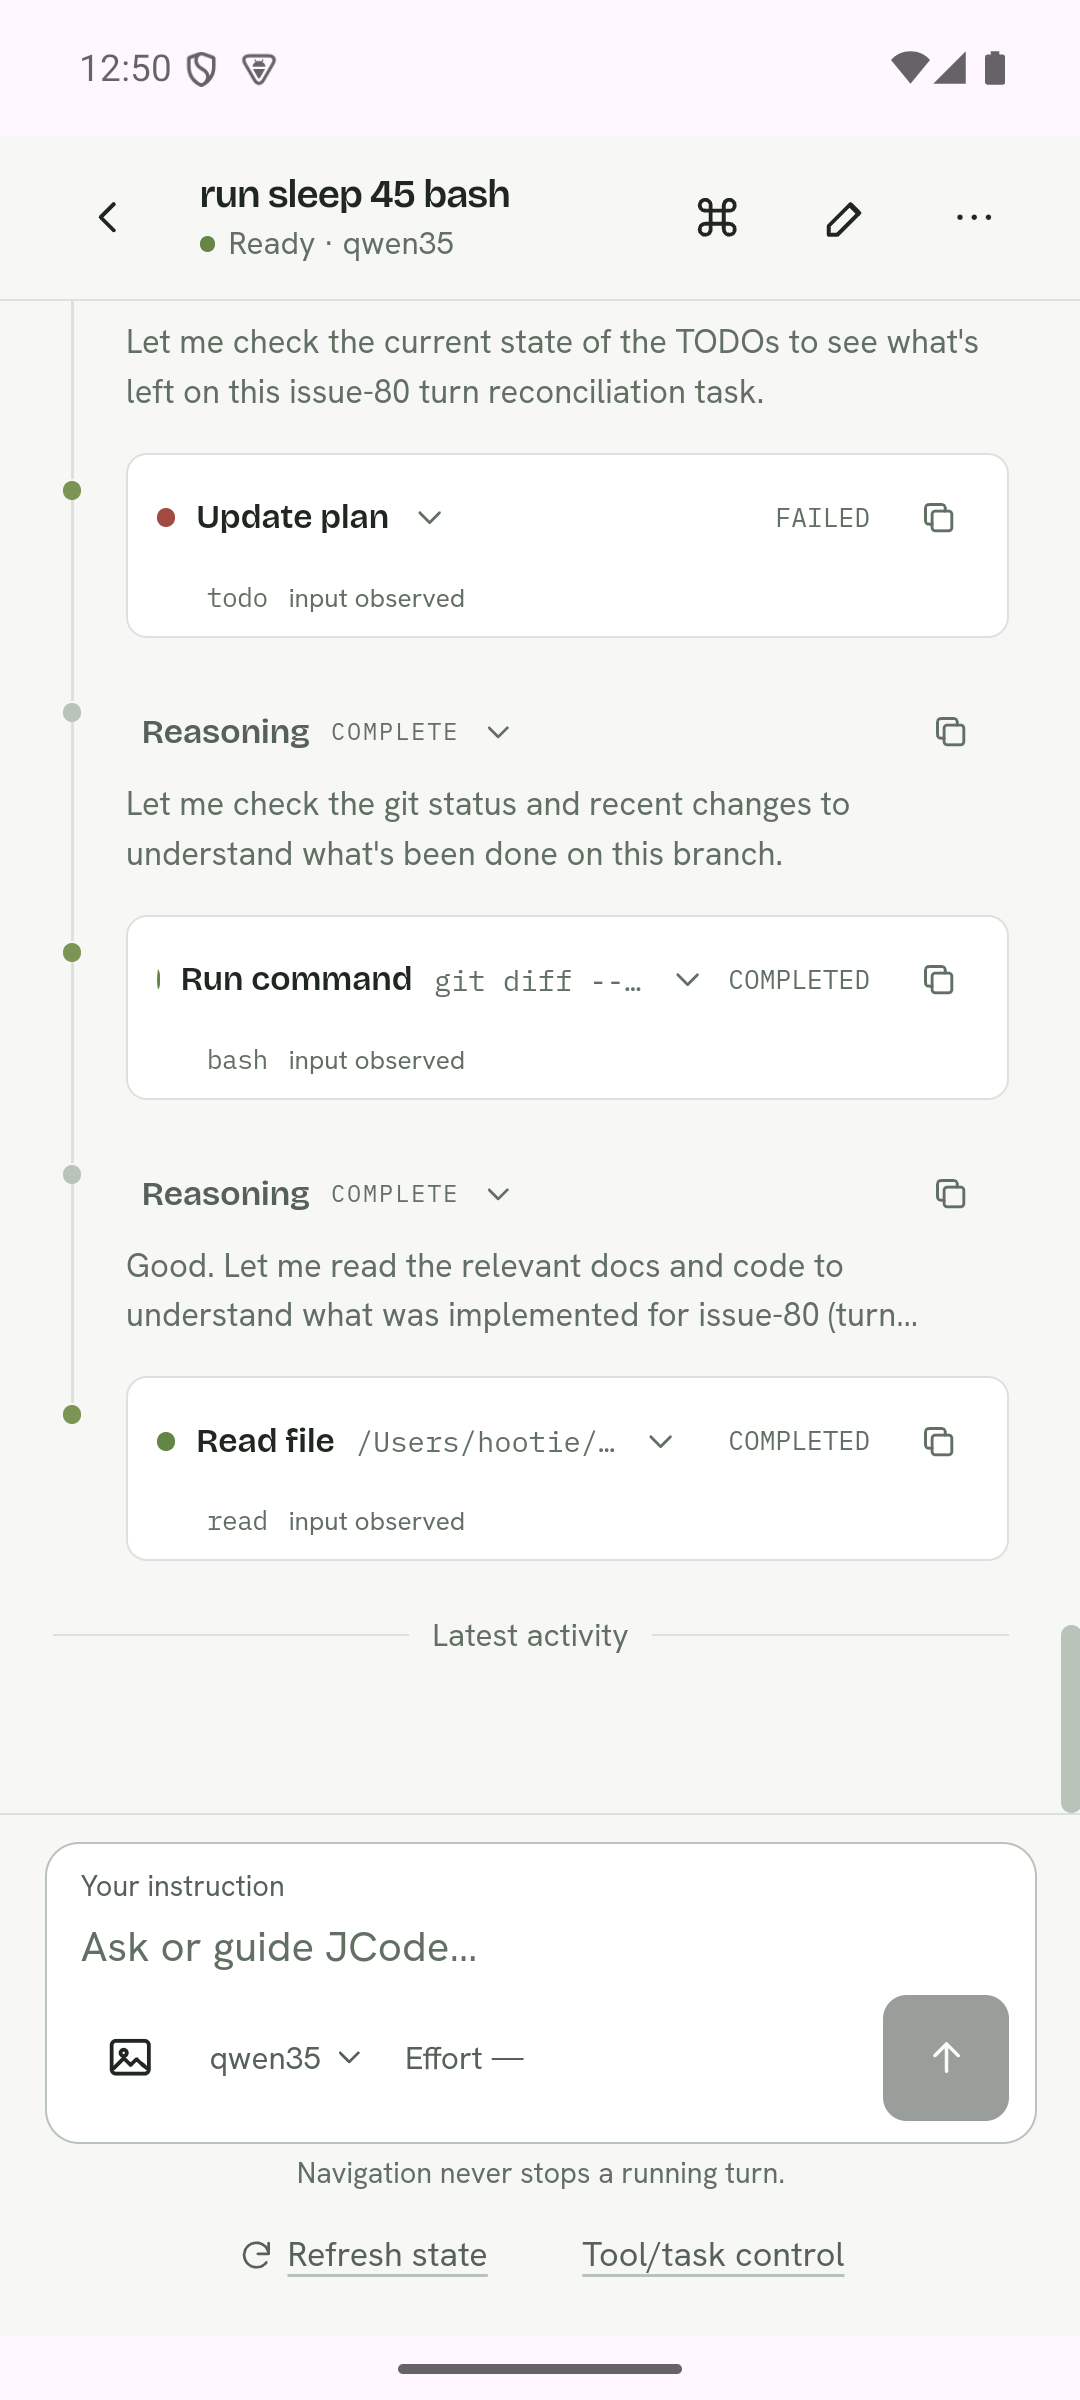 12:50
run sleep 45 bash
Ready · qwen35
Let me check the current state of the TODOs to see what's
left on this issue-80 turn reconciliation task.
Update plan FAILED
todo input observed
Reasoning COMPLETE
Let me check the git status and recent changes to
understand what's been done on this branch.
Run command git diff --… COMPLETED
bash input observed
Reasoning COMPLETE
Good. Let me read the relevant docs and code to
understand what was implemented for issue-80 (turn…
Read file /Users/hootie/… COMPLETED
read input observed
Latest activity
Your instruction
Ask or guide JCode…
qwen35 Effort —
Navigation never stops a running turn.
Refresh state Tool/task control